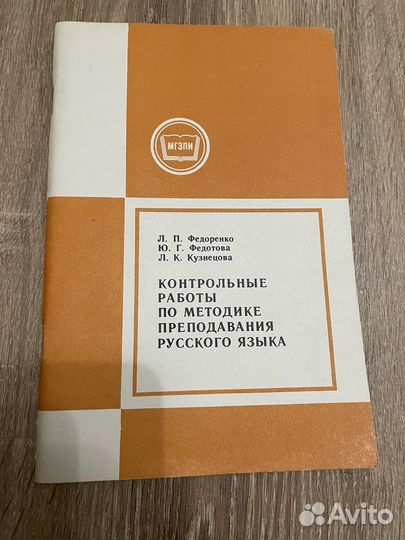 МГЗПИ
Л. П. Федоренко
Ю. Г. Федотова
Л. К. Кузнецова
КОНТРОЛЬНЫЕ
РАБОТЫ
ПО МЕТОДИКЕ
ПРЕПОДАВАНИЯ
РУССКОГО ЯЗЫКА
Avito